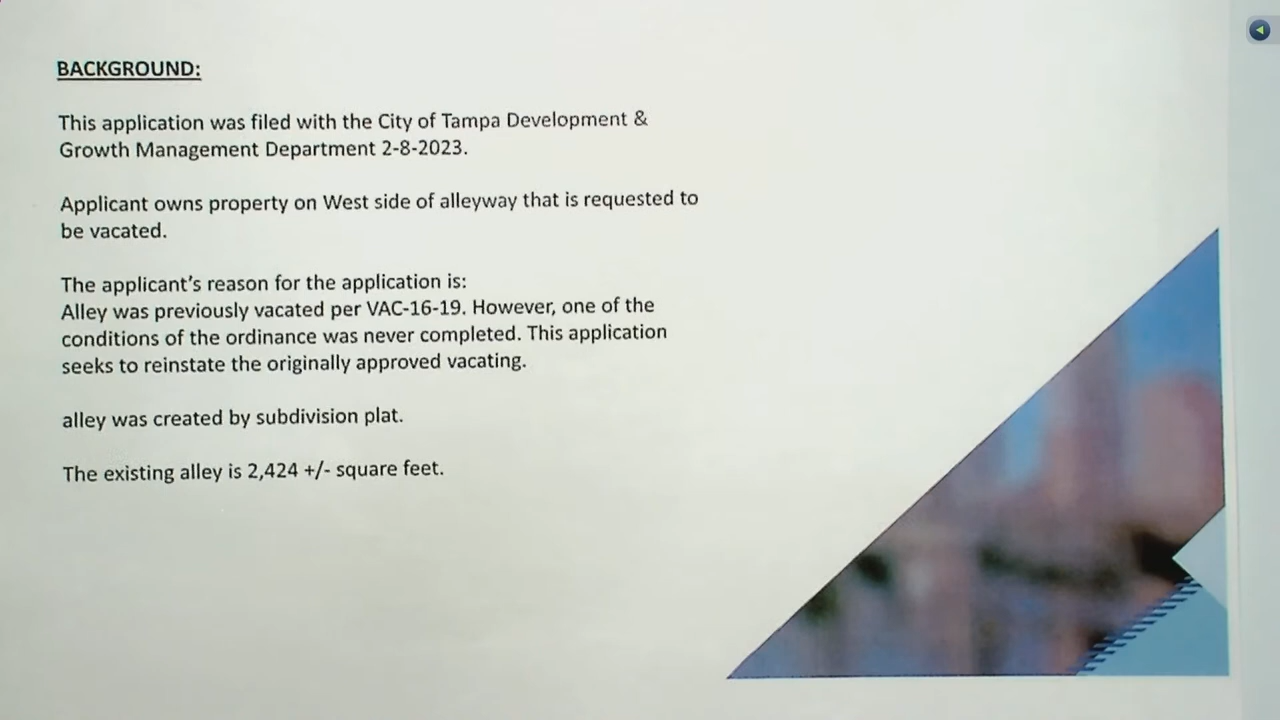 BACKGROUND:
This application was filed with the City of Tampa Development &
Growth Management Department 2-8-2023.
Applicant owns property on West side of alleyway that is requested to
be vacated.
The applicant's reason for the application is:
Alley was previously vacated per VAC-16-19. However, one of the
conditions of the ordinance was never completed. This application
seeks to reinstate the originally approved vacating.
alley was created by subdivision plat.
The existing alley is 2,424 +/- square feet.